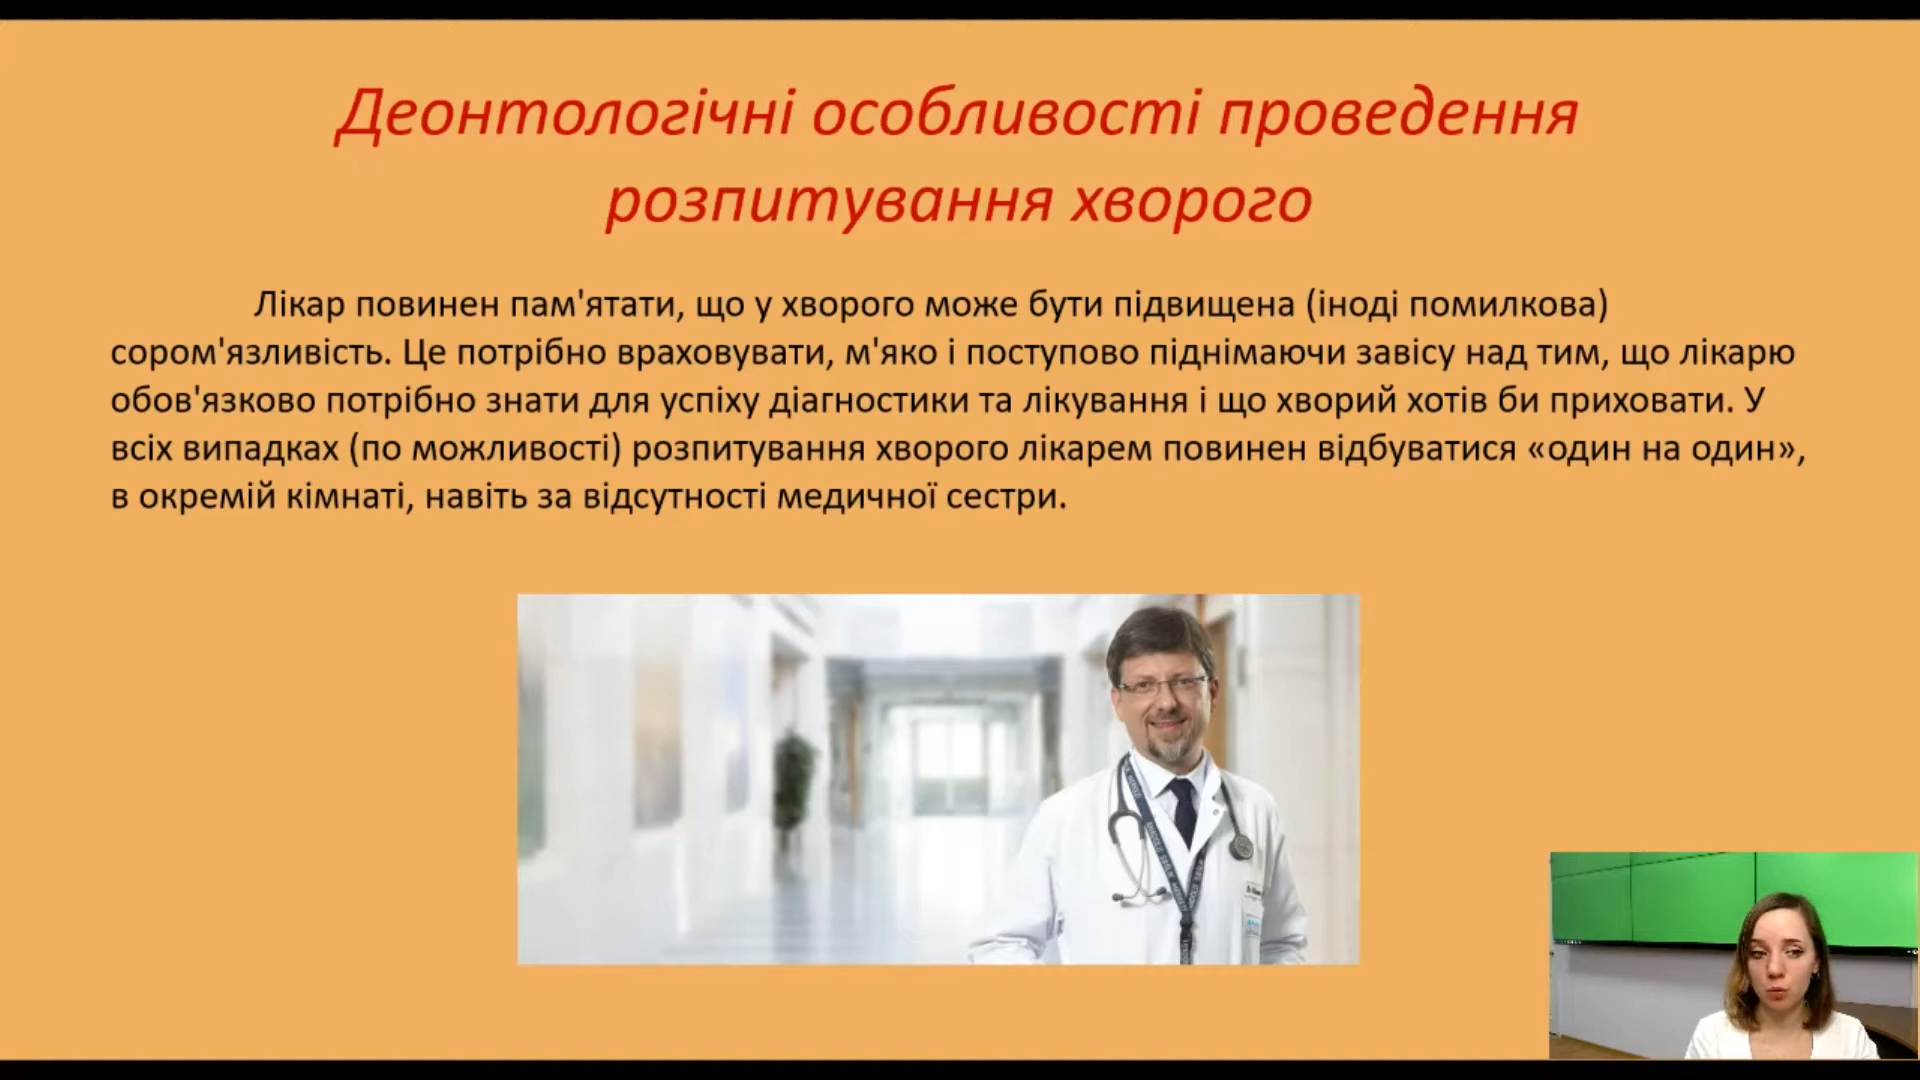 Деонтологічні особливості проведення
розпитування хворого
Лікар повинен пам'ятати, що у хворого може бути підвищена (іноді помилкова)
сором'язливість. Це потрібно враховувати, м'яко і поступово піднімаючи завісу над тим, що лікарю
обов'язково потрібно знати для успіху діагностики та лікування і що хворий хотів би приховати. У
всіх випадках (по можливості) розпитування хворого лікарем повинен відбуватися «один на один»,
в окремій кімнаті, навіть за відсутності медичної сестри.